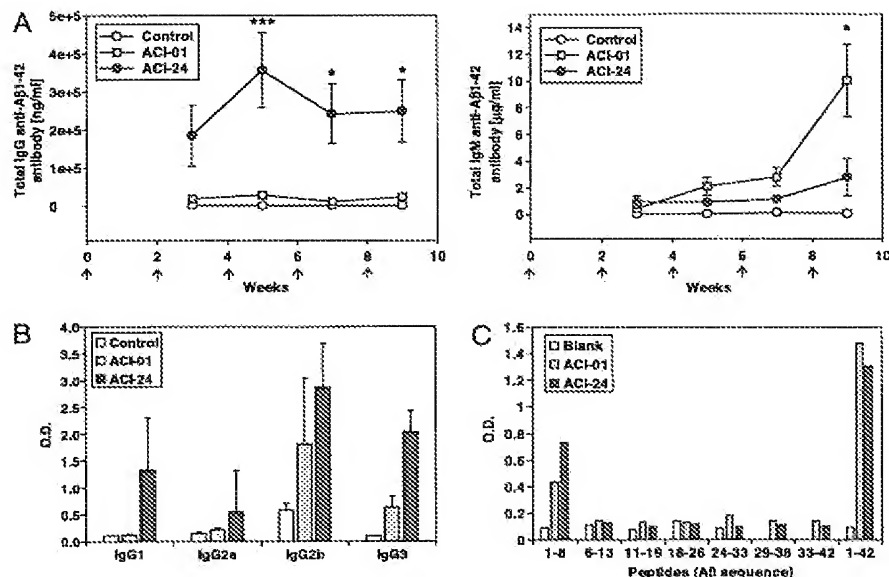 A
Total IgG anti-Aβ1-42
antibody [ng/ml]
5e+5
4e+5
3e+5
2e+5
1e+5
0
Control
ACI-01
ACI-24
***
*
*
0 2 4 6 8 10
Weeks
Total IgM anti-Aβ1-42
antibody [µg/ml]
14
12
10
8
6
4
2
0
Control
ACI-01
ACI-24
*
0 2 4 6 8 10
Weeks
B
O.D.
4.0
3.5
3.0
2.5
2.0
1.5
1.0
0.5
0.0
Control
ACI-01
ACI-24
IgG1 IgG2a IgG2b IgG3
C
O.D.
1.6
1.4
1.2
1
0.8
0.6
0.4
0.2
0
Blank
ACI-01
ACI-24
1-8 6-13 11-19 18-26 24-33 29-38 33-42 1-42
Peptides (Aβ sequence)